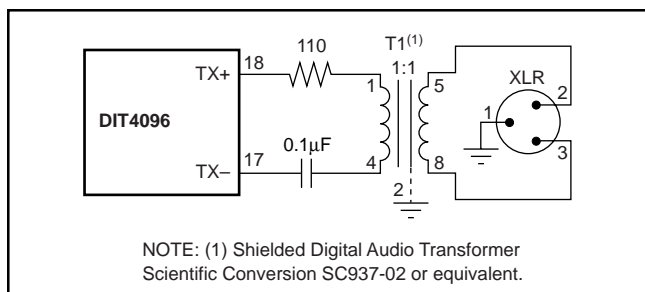 110
T1(1)
1:1
XLR
18
TX+
1
5
2
DIT4096
1
0.1µF
17
TX–
4
8
3
2
NOTE: (1) Shielded Digital Audio Transformer
Scientific Conversion SC937-02 or equivalent.